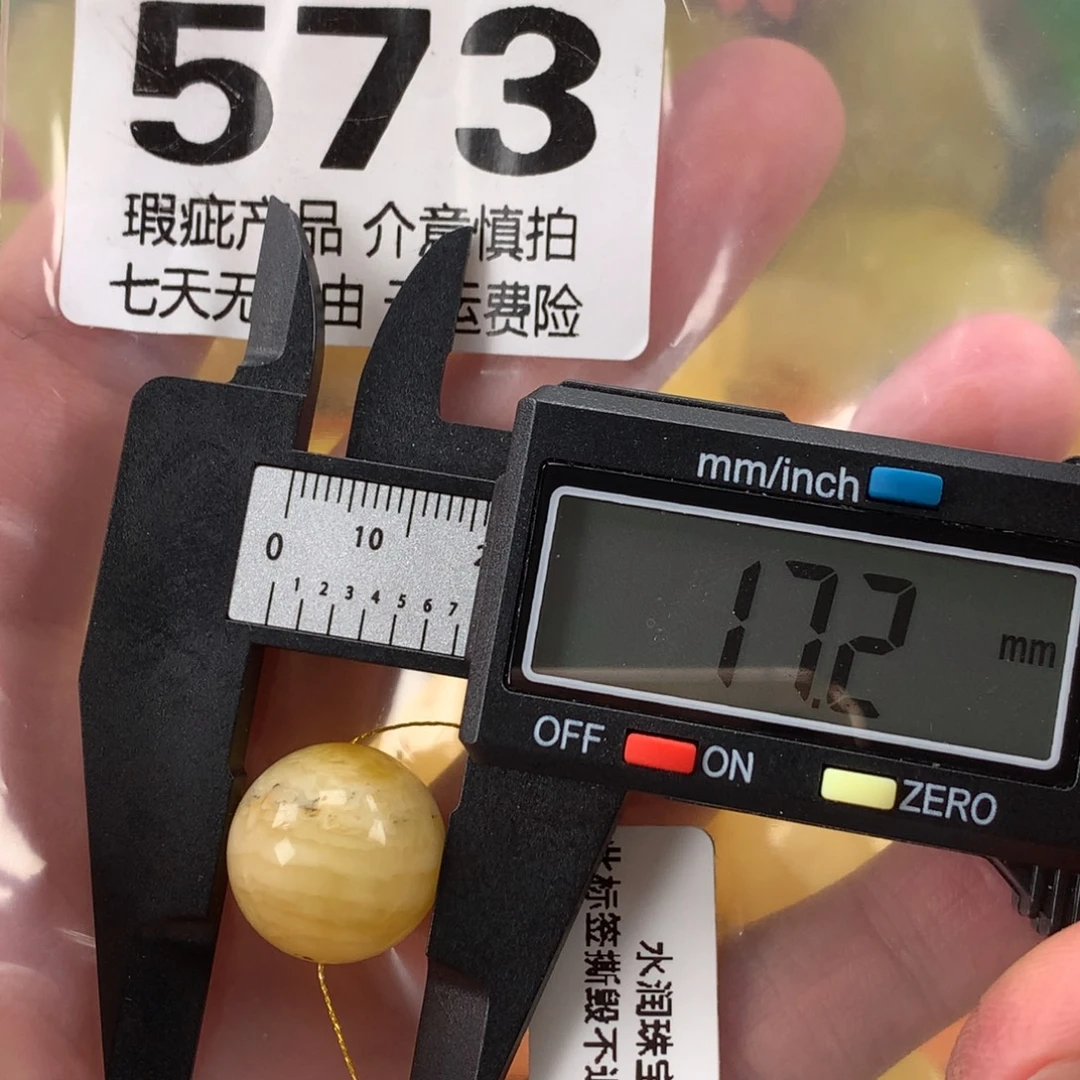 573
瑕疵产品 介意慎拍
七天无 由 运费险
mm/inch
0 10
1 2 3 4 5 6 7
17.2 mm
OFF ON
ZERO
水润珠宝
标签撕毁不